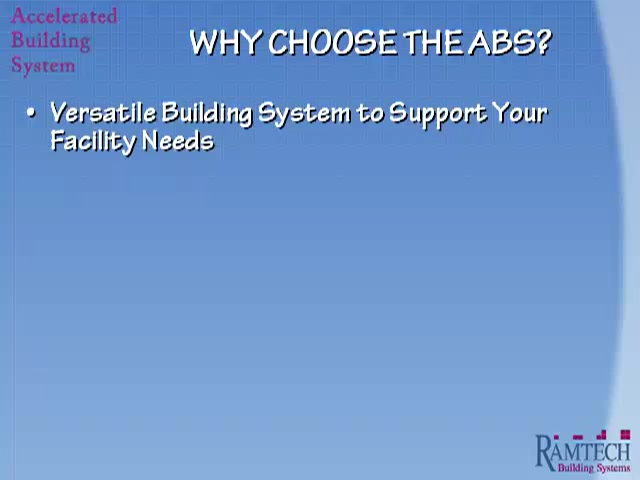 Accelerated
Building
System
WHY CHOOSE THE ABS?
• Versatile Building System to Support Your
Facility Needs
RAMTECH
Building Systems